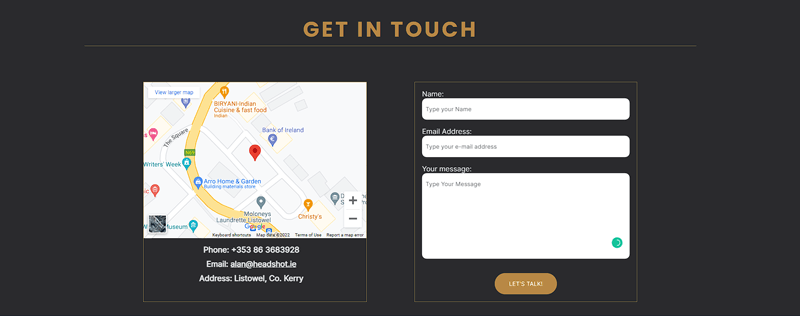 GET IN TOUCH
View larger map
BIRYANI-Indian
Cuisine & fast food
Indian
Bank of Ireland
The Square
N69
Writers' Week
Arro Home & Garden
Building materials store
Moloneys
Laundrette Listowel
Christy's
Museum
Google
Keyboard shortcuts
Map data ©2022
Terms of Use
Report a map error
Phone: +353 86 3683928
Email: alan@headshot.ie
Address: Listowel, Co. Kerry
Name:
Type your Name
Email Address:
Type your e-mail address
Your message:
Type Your Message
LET'S TALK!